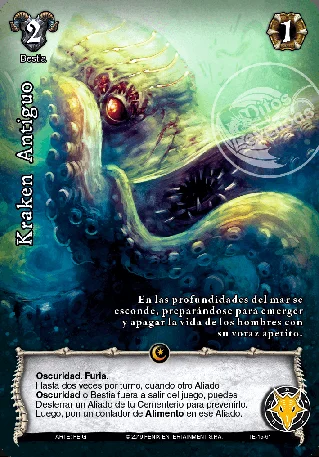 2
1
Bestia
Mitos
Leyendas
Kraken Antiguo
En las profundidades del mar se
esconde, preparándose para emerger
y apagar la vida de los hombres con
su voraz apetito.
Oscuridad. Furia.
Hasta dos veces por turno, cuando otro Aliado
Oscuridad o Bestia fuera a salir del juego, puedes
Desterrar un Aliado de tu Cementerio para prevenirlo.
Luego, pon un contador de Alimento en ese Aliado.
ENTERTAINMENT